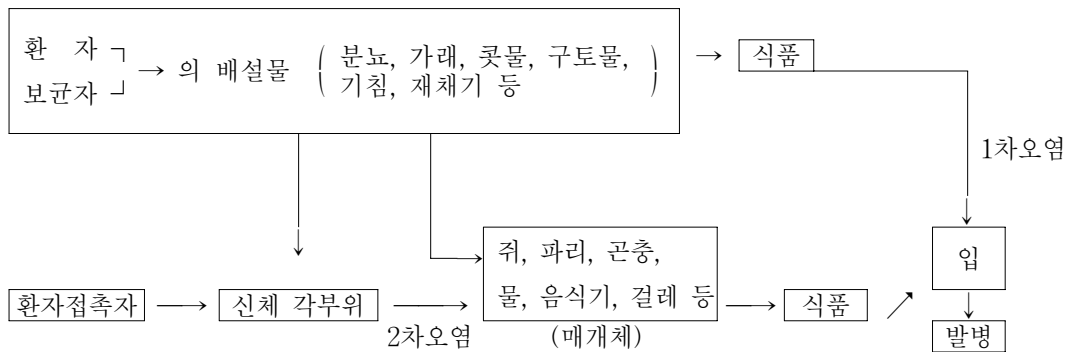 환 자
보균자
→ 의 배설물
분뇨, 가래, 콧물, 구토물,
기침, 재채기 등
→ 식품
1차오염
쥐, 파리, 곤충,
물, 음식기, 걸레 등
(매개체)
입
환자접촉자
신체 각부위
2차오염
식품
발병